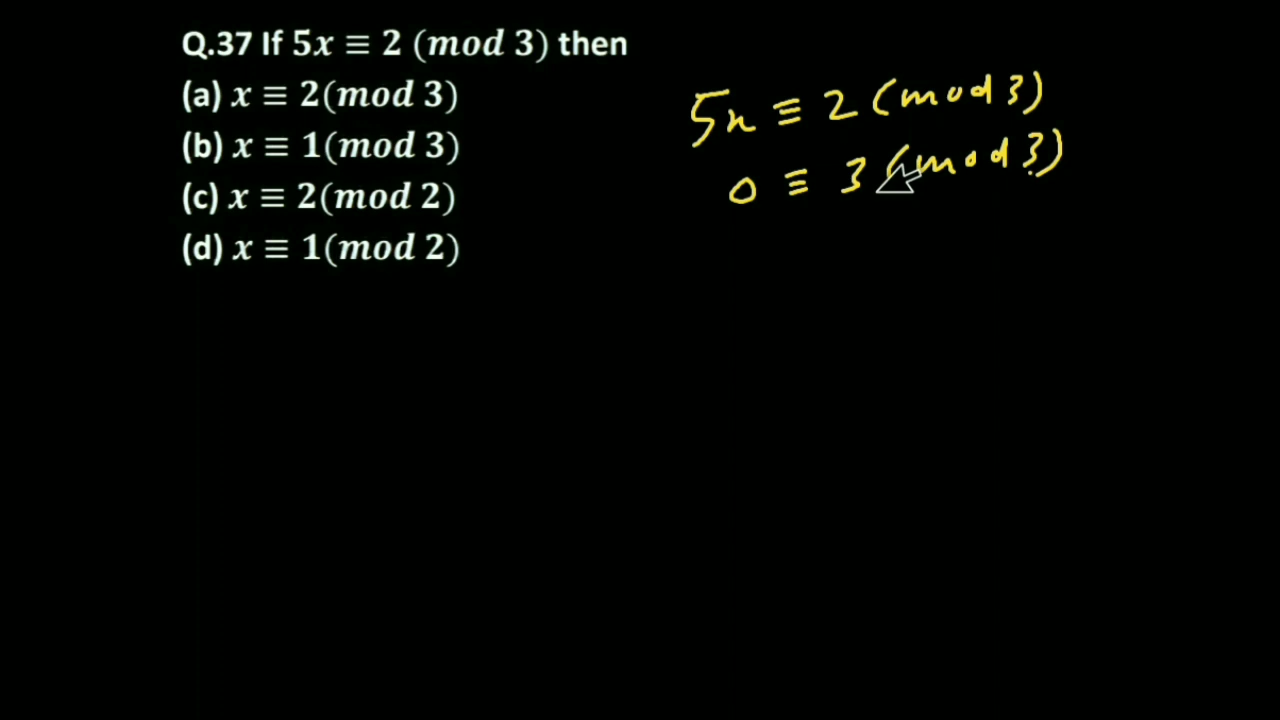 Q.37 If 5x ≡ 2 (mod 3) then
(a) x ≡ 2(mod 3)
(b) x ≡ 1(mod 3)
(c) x ≡ 2(mod 2)
(d) x ≡ 1(mod 2)
5x ≡ 2 (mod 3)
0 ≡ 3 (mod 3)